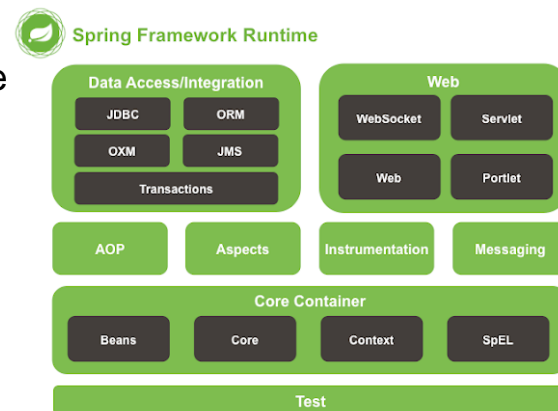 Spring Framework Runtime
e
Data Access/Integration
Web
JDBC
ORM
WebSocket
Servlet
OXM
JMS
Web
Portlet
Transactions
AOP
Aspects
Instrumentation
Messaging
Core Container
Beans
Core
Context
SpEL
Test